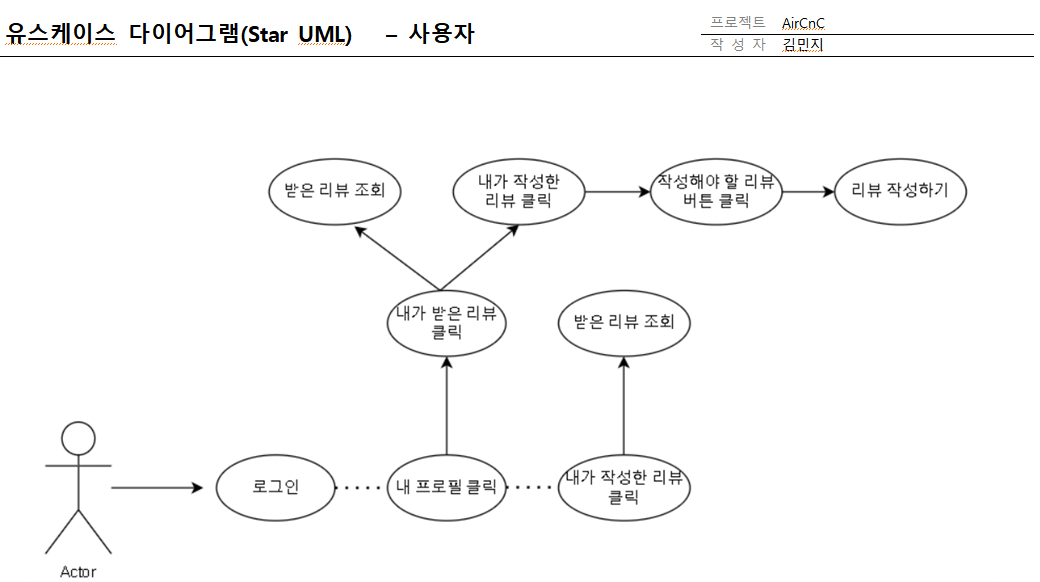 유스케이스 다이어그램(Star UML) – 사용자
프로젝트 AirCnC
작 성 자 김민지
받은 리뷰 조회
내가 작성한
리뷰 클릭
작성해야 할 리뷰
버튼 클릭
리뷰 작성하기
내가 받은 리뷰
클릭
받은 리뷰 조회
로그인
내 프로필 클릭
내가 작성한 리뷰
클릭
Actor